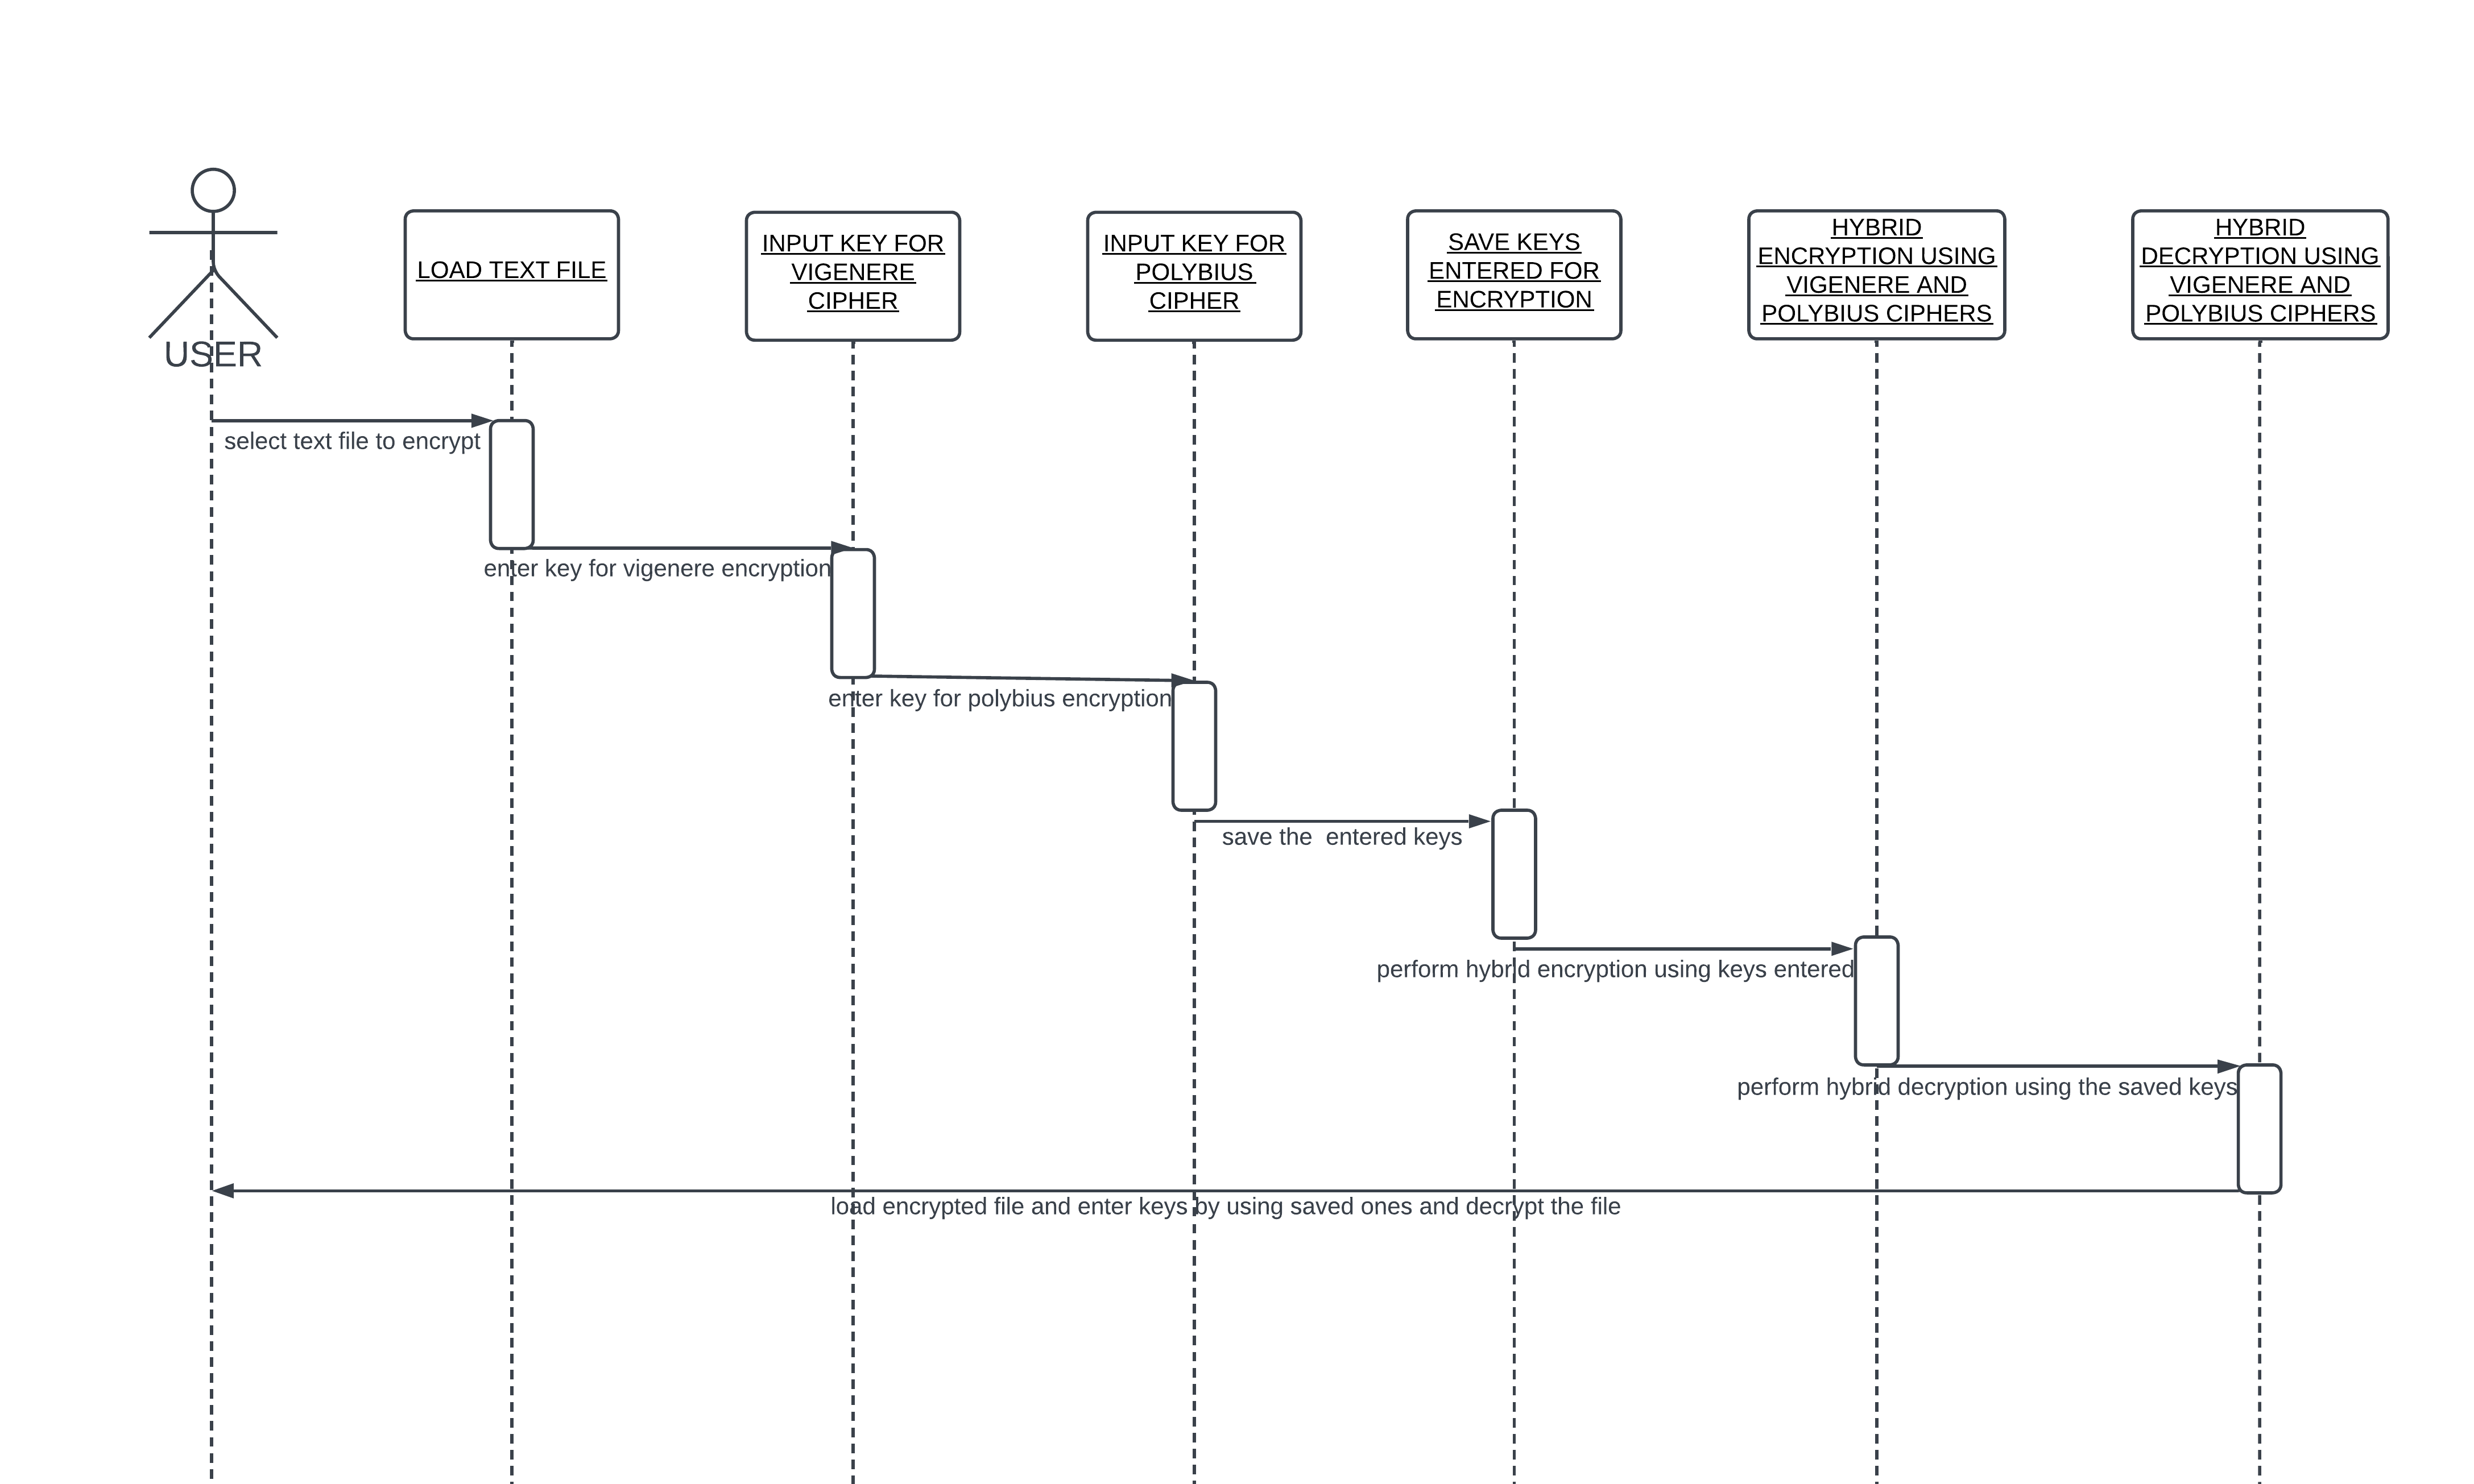 USER
LOAD TEXT FILE
INPUT KEY FOR
VIGENERE
CIPHER
INPUT KEY FOR
POLYBIUS
CIPHER
SAVE KEYS
ENTERED FOR
ENCRYPTION
HYBRID
ENCRYPTION USING
VIGENERE AND
POLYBIUS CIPHERS
HYBRID
DECRYPTION USING
VIGENERE AND
POLYBIUS CIPHERS
select text file to encrypt
enter key for vigenere encryption
enter key for polybius encryption
save the  entered keys
perform hybrid encryption using keys entered
perform hybrid decryption using the saved keys
load encrypted file and enter keys by using saved ones and decrypt the file